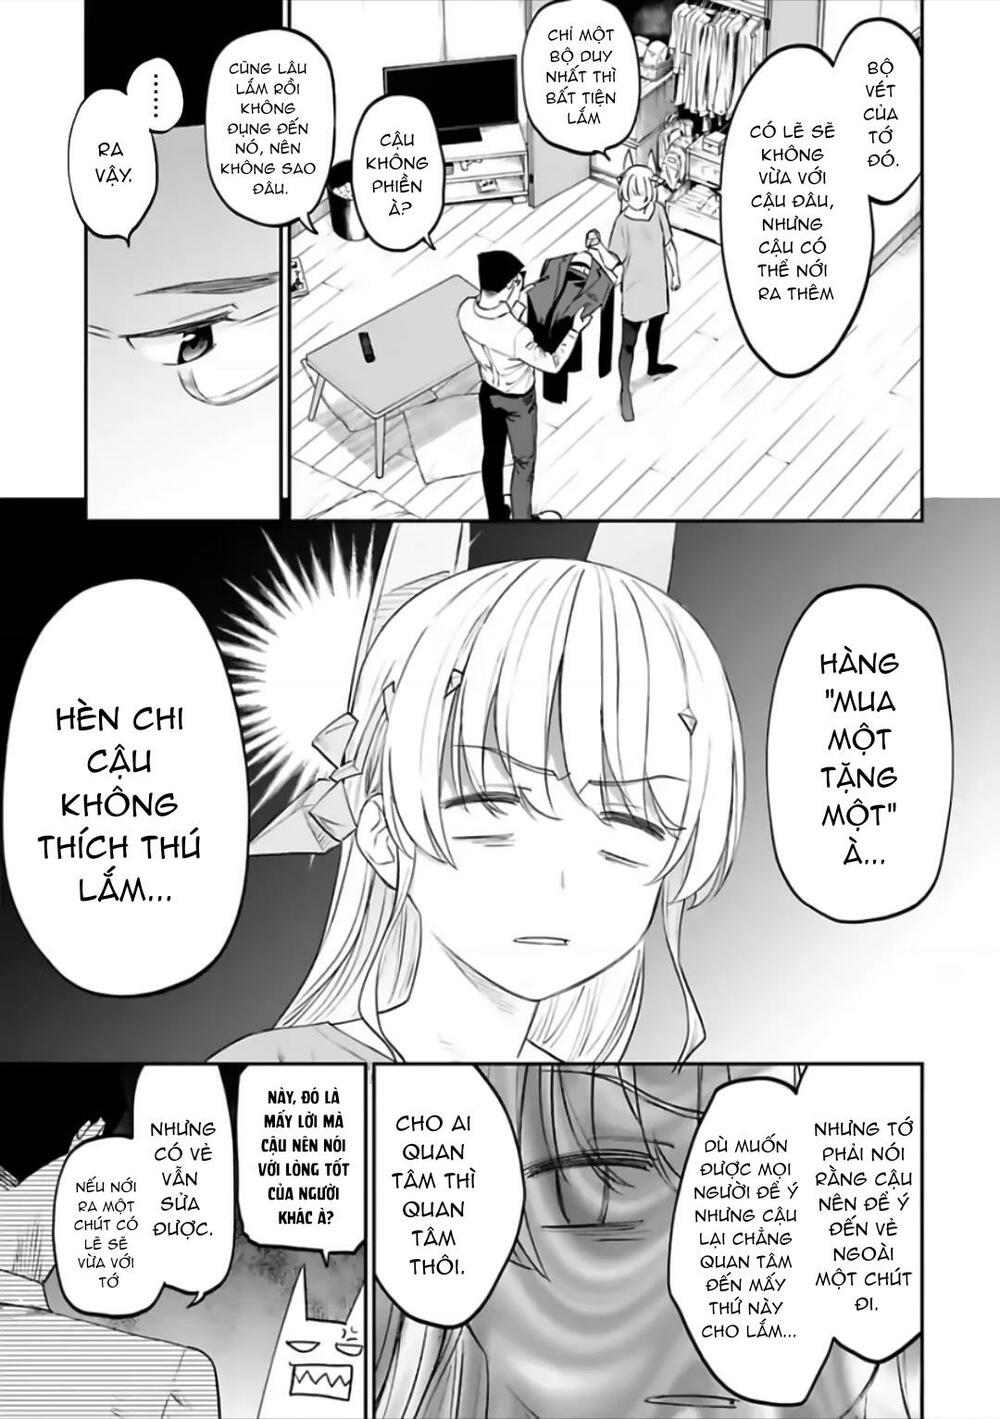 BỘ
VÉT
CỦA
TỚ
ĐÓ.
CÓ LẼ SẼ
KHÔNG
VỪA VỚI
CẬU ĐÂU,
NHƯNG
CẬU CÓ
THỂ NỚI
RA THÊM
CHỈ MỘT
BỘ DUY
NHẤT THÌ
BẤT TIỆN
LẮM
CẬU
KHÔNG
PHIỀN
À?
CŨNG LÂU
LẮM RỒI
KHÔNG
ĐỤNG ĐẾN
NÓ, NÊN
KHÔNG SAO
ĐÂU.
......
RA
VẬY.
HÀNG
"MUA
MỘT
TẶNG
MỘT"
À...
HÈN CHI
CẬU
KHÔNG
THÍCH THÚ
LẮM...
NHƯNG TỚ
PHẢI NÓI
RẰNG CẬU
NÊN ĐỂ Ý
ĐẾN VẺ
NGOÀI
MỘT CHÚT
ĐI.
DÙ MUỐN
ĐƯỢC MỌI
NGƯỜI ĐỂ Ý
NHƯNG CẬU
LẠI CHẲNG
QUAN TÂM
ĐẾN MẤY
THỨ NÀY
CHO LẮM...
CHO AI
QUAN
TÂM THÌ
QUAN
TÂM
THÔI.
NÀY, ĐÓ LÀ
MẤY LỜI MÀ
CẬU NÊN NÓI
VỚI LÒNG TỐT
CỦA NGƯỜI
KHÁC À?
NHƯNG
CÓ VẺ
VẪN
SỬA
ĐƯỢC.
NẾU NỚI
RA MỘT
CHÚT CÓ
LẼ SẼ
VỪA VỚI
TỚ